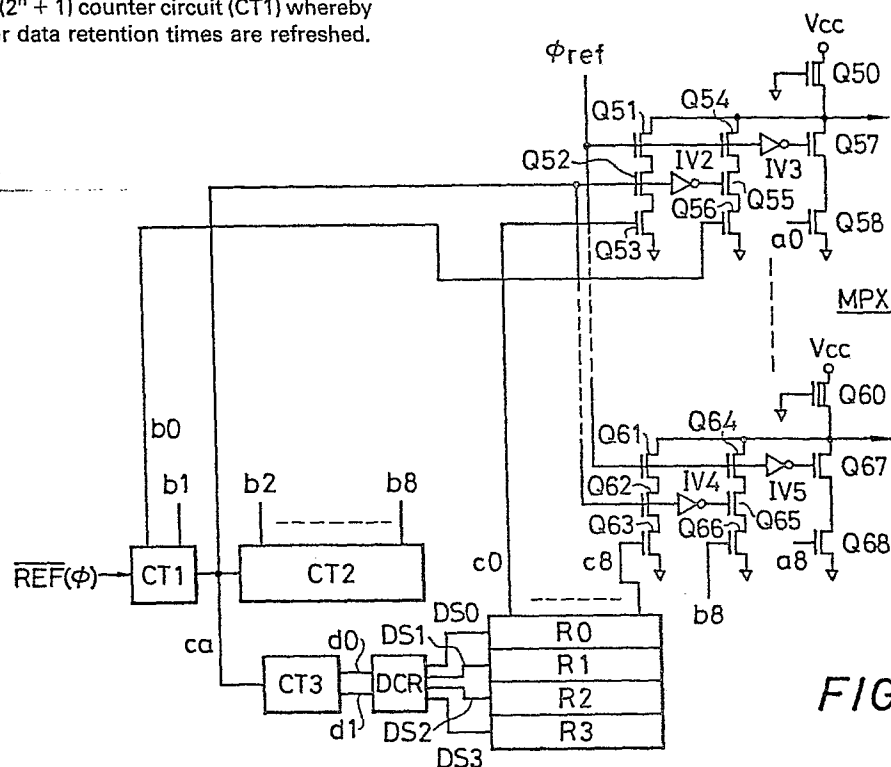 (2ⁿ + 1) counter circuit (CT1) whereby
er data retention times are refreshed.
Vcc
ϕref
Q50
Q51
Q54
Q57
Q52
IV2
IV3
Q55
Q56
Q53
a0
Q58
MPX
Vcc
Q60
b0
Q61
Q64
Q67
b1
b2
b8
Q62
IV4
IV5
Q65
Q63
Q66
Q68
c0
c8
a8
REF(ϕ)
CT1
CT2
b8
ca
DS0
d0
DS1
R0
CT3
DCR
R1
R2
d1
DS2
R3
DS3
FIG